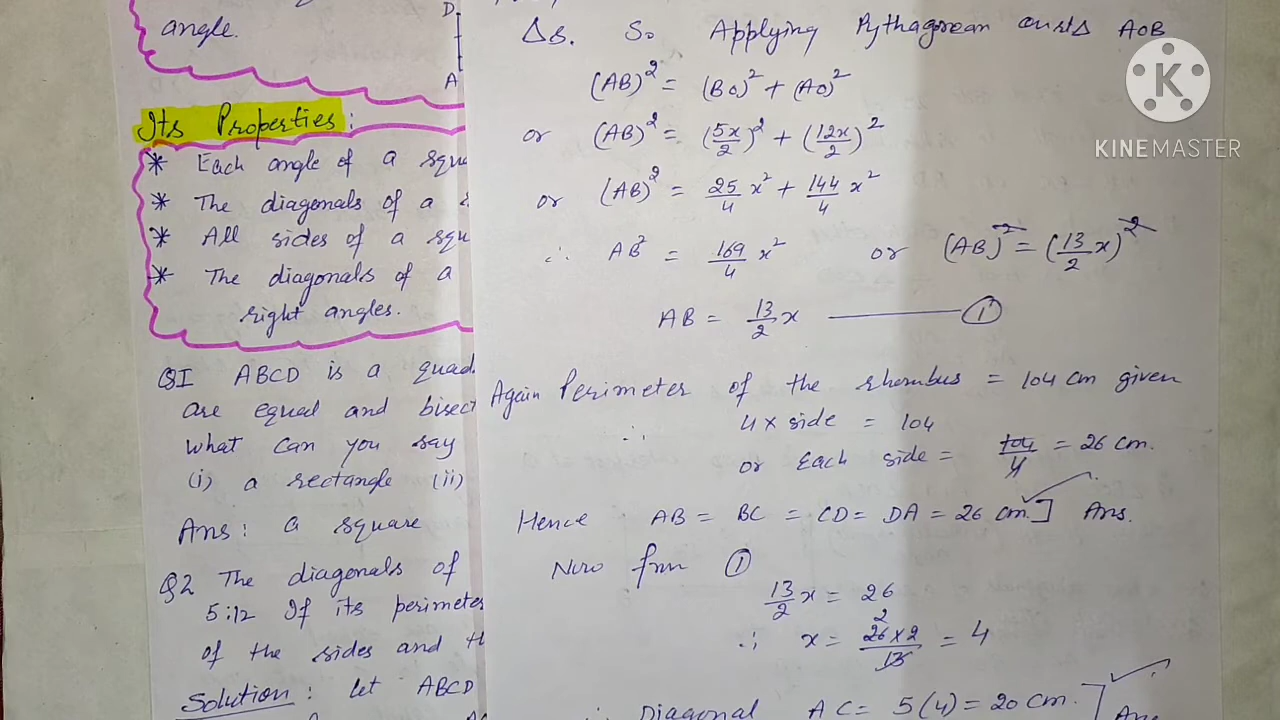 angle.
D
A
Its Properties:
* Each angle of a squ
* The diagonals of a
* All sides of a squ
* The diagonals of a
right angles.
Q1 ABCD is a quad
are equal and bisect
what can you say
(i) a rectangle (ii)
Ans: a square
Q2 The diagonals of
5:12 If its perimeter
of the sides and th
Solution: let ABCD
Δs. So Applying Pythagorean AOB
(AB)² = (BO)² + (AO)²
or (AB)² = (5x/2)² + (12x/2)²
or (AB)² = 25/4 x² + 144/4 x²
∴ AB² = 169/4 x² or (AB)² = (13/2 x)²
AB = 13/2 x ——— ①
Again Perimeter of the rhombus = 104 cm given
∴ 4 x side = 104
or Each side = 104/4 = 26 cm.
Hence AB = BC = CD = DA = 26 cm.] Ans.
Now from ①
13/2 x = 26
∴ x = 26 x 2/13 = 4
2
∴ Diagonal AC = 5(4) = 20 cm.
Ans
K
KINEMASTER